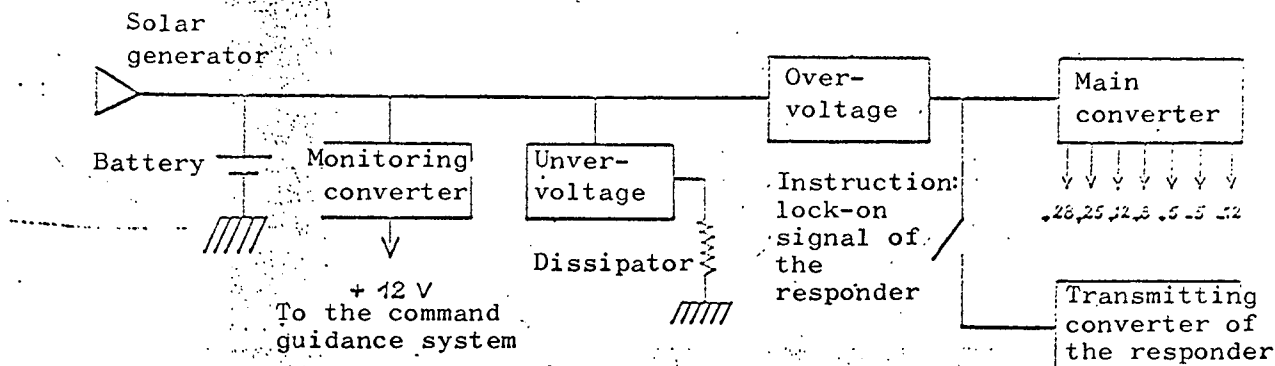 Solar
generator
Battery
Monitoring
converter
+ 12 V
To the command
guidance system
Unver-
voltage
Dissipator
Over-
voltage
Instruction:
lock-on
signal of
the
responder
Main
converter
Transmitting
converter of
the responder